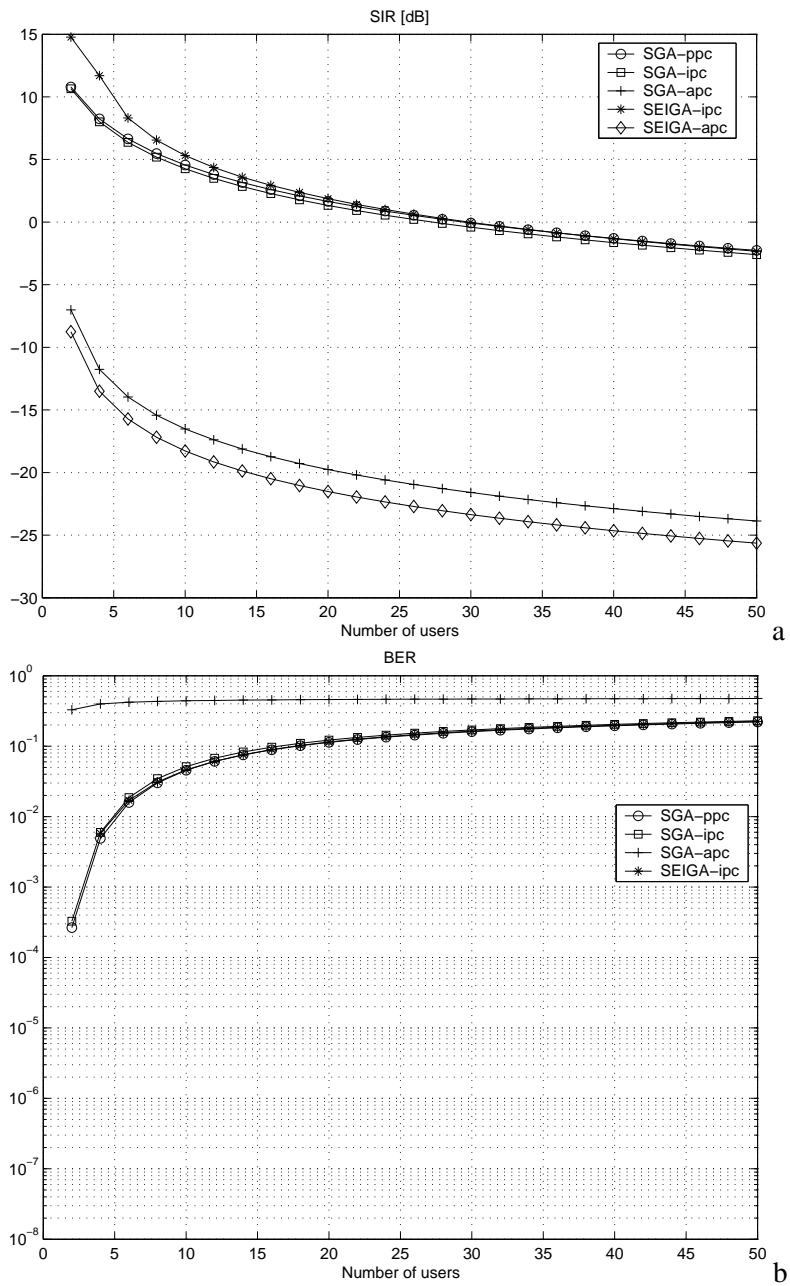 SIR [dB]
15
10
5
0
−5
−10
−15
−20
−25
−30
SGA−ppc
SGA−ipc
SGA−apc
SEIGA−ipc
SEIGA−apc
0 5 10 15 20 25 30 35 40 45 50
Number of users
a
BER
10^0
10^−1
10^−2
10^−3
10^−4
10^−5
10^−6
10^−7
10^−8
SGA−ppc
SGA−ipc
SGA−apc
SEIGA−ipc
0 5 10 15 20 25 30 35 40 45 50
Number of users
b